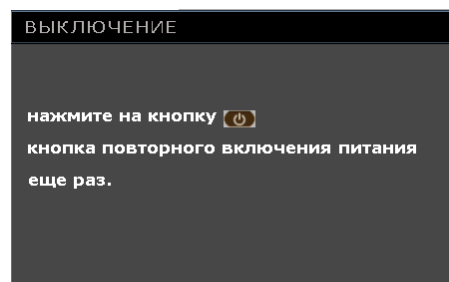 ВЫКЛЮЧЕНИЕ
нажмите на кнопку
кнопка повторного включения питания
еще раз.